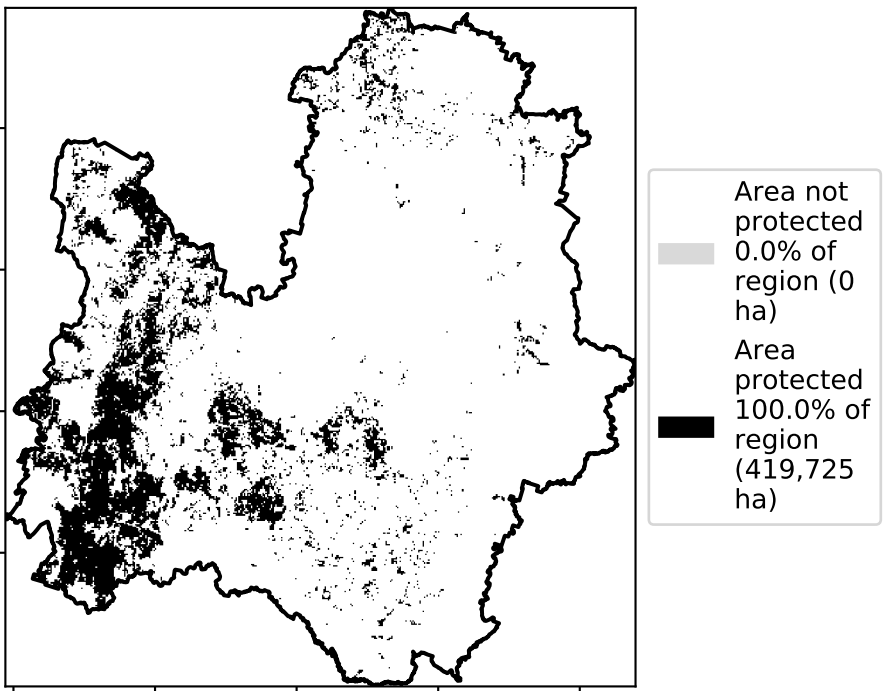 Area not
protected
0.0% of
region (0
ha)
Area
protected
100.0% of
region
(419,725
ha)